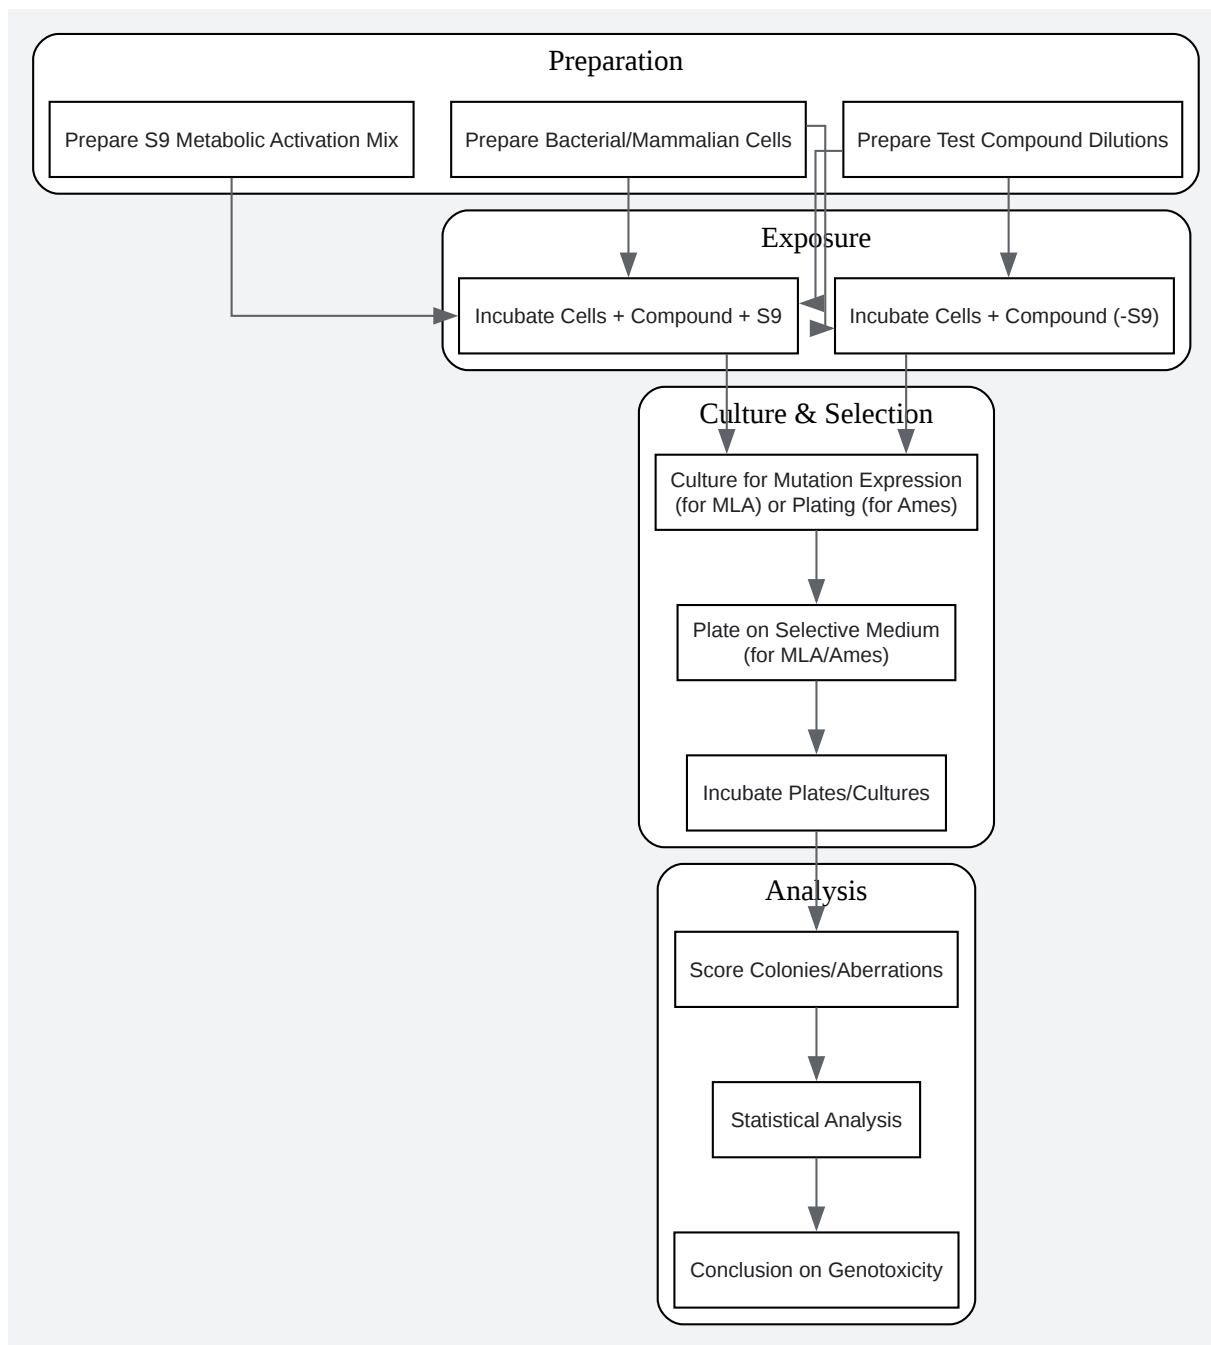 Preparation
Prepare S9 Metabolic Activation Mix
Prepare Bacterial/Mammalian Cells
Prepare Test Compound Dilutions
Exposure
Incubate Cells + Compound + S9
Incubate Cells + Compound (-S9)
Culture & Selection
Culture for Mutation Expression
(for MLA) or Plating (for Ames)
Plate on Selective Medium
(for MLA/Ames)
Incubate Plates/Cultures
Analysis
Score Colonies/Aberrations
Statistical Analysis
Conclusion on Genotoxicity